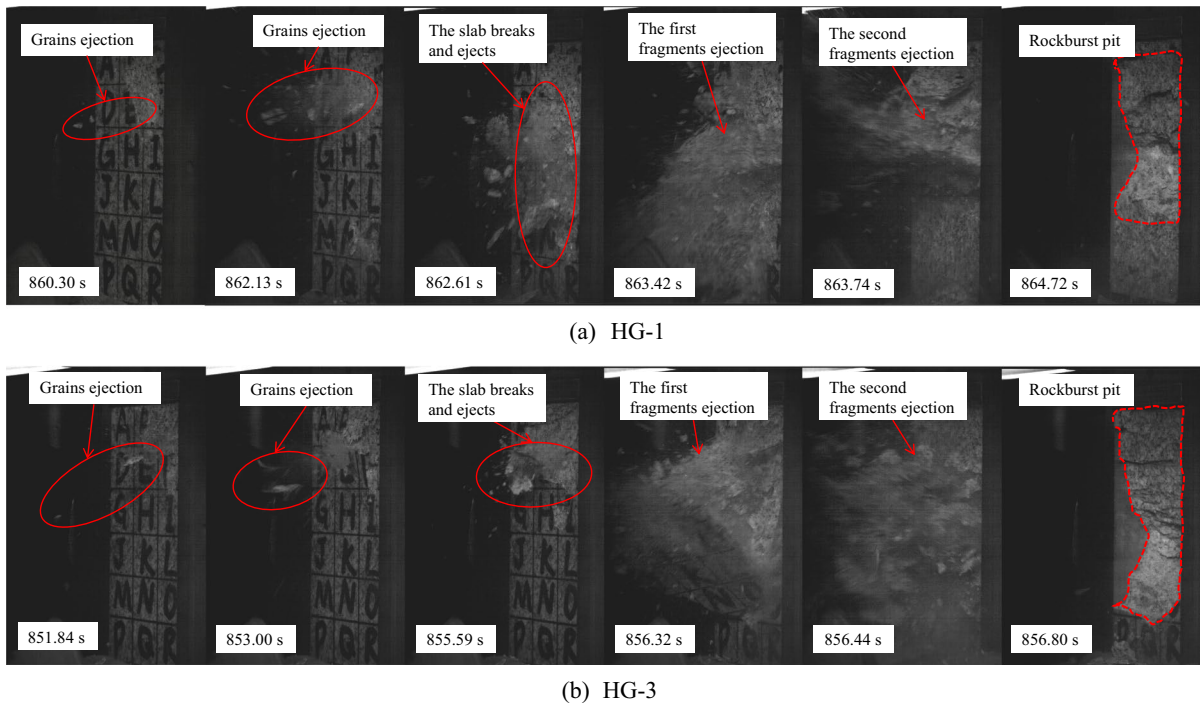 Grains ejection
Grains ejection
The slab breaks
and ejects
The first
fragments ejection
The second
fragments ejection
Rockburst pit
G H I
J K L
M N O
P Q R
G H I
J K L
860.30 s
862.13 s
862.61 s
863.42 s
863.74 s
864.72 s
(a) HG-1
Grains ejection
Grains ejection
The slab breaks
and ejects
The first
fragments ejection
The second
fragments ejection
Rockburst pit
G H I
J K L
M N O
P Q R
G H I
J K L
M N O
P Q R
J K L
M N O
P Q R
851.84 s
853.00 s
855.59 s
856.32 s
856.44 s
856.80 s
(b) HG-3